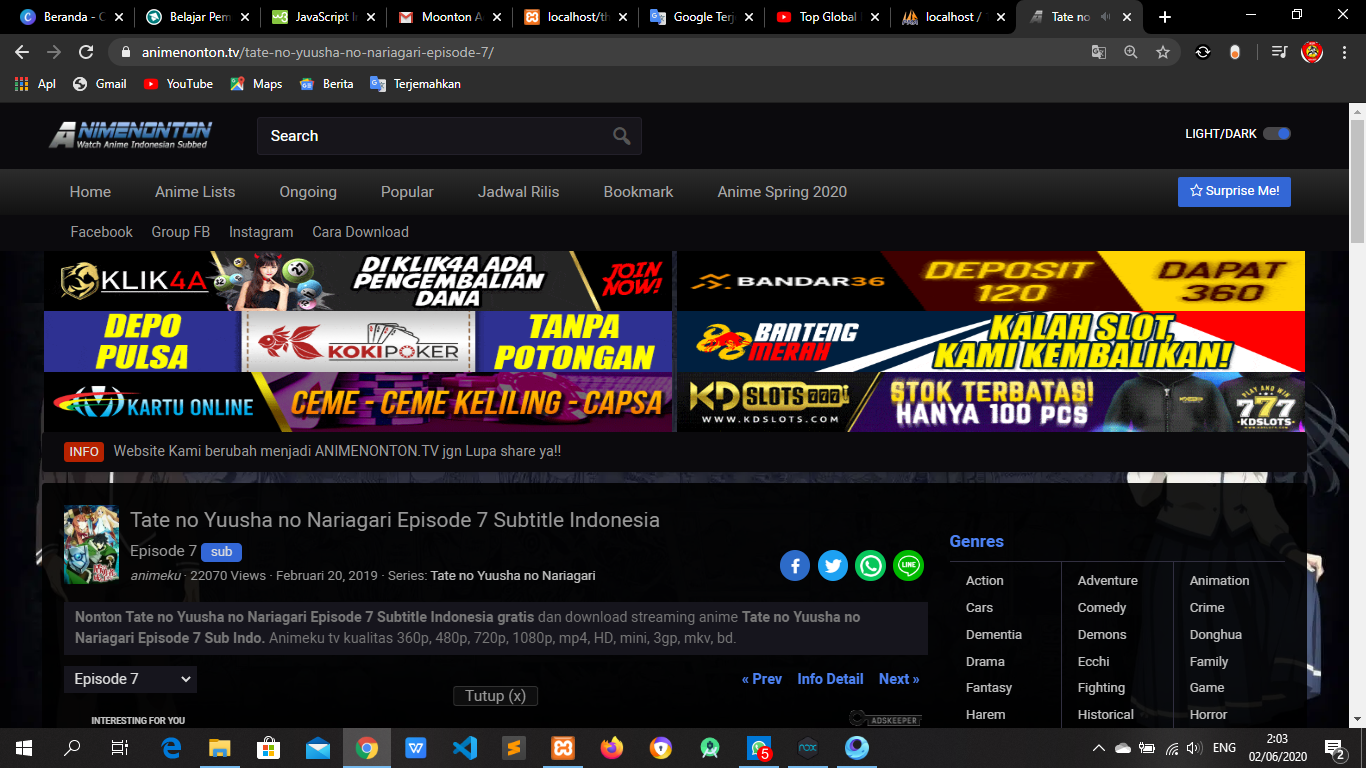 Beranda - C
Belajar Pem
JavaScript I
Moonton A
localhost/th
Google Terj
Top Global
localhost /
Tate no
animenonton.tv/tate-no-yuusha-no-nariagari-episode-7/
Apl
Gmail
YouTube
Maps
Berita
Terjemahkan
ANIMENONTON
Watch Anime Indonesian Subbed
Search
LIGHT/DARK
Home
Anime Lists
Ongoing
Popular
Jadwal Rilis
Bookmark
Anime Spring 2020
Surprise Me!
Facebook
Group FB
Instagram
Cara Download
KLIK4A
DI KLIK4A ADA
PENGEMBALIAN
DANA
JOIN
NOW!
BANDAR36
DEPOSIT
120
DAPAT
360
DEPO
PULSA
KOKIPOKER
TANPA
POTONGAN
BANTENG
MERAH
KALAH SLOT,
KAMI KEMBALIKAN!
KARTU ONLINE
CEME - CEME KELILING - CAPSA
KDSLOTS777
WWW.KDSLOTS.COM
STOK TERBATAS!
HANYA 100 PCS
PLAY AND WIN
777
KDSLOTS
INFO
Website Kami berubah menjadi ANIMENONTON.TV jgn Lupa share ya!!
Tate no Yuusha no Nariagari Episode 7 Subtitle Indonesia
Episode 7 sub
animeku · 22070 Views · Februari 20, 2019 · Series: Tate no Yuusha no Nariagari
LINE
Nonton Tate no Yuusha no Nariagari Episode 7 Subtitle Indonesia gratis dan download streaming anime Tate no Yuusha no
Nariagari Episode 7 Sub Indo. Animeku tv kualitas 360p, 480p, 720p, 1080p, mp4, HD, mini, 3gp, mkv, bd.
Episode 7
« Prev
Info Detail
Next »
Tutup (x)
INTERESTING FOR YOU
ADSKEEPER
Genres
Action
Adventure
Animation
Cars
Comedy
Crime
Dementia
Demons
Donghua
Drama
Ecchi
Family
Fantasy
Fighting
Game
Harem
Historical
Horror
5
nox
ENG
2:03
02/06/2020
2